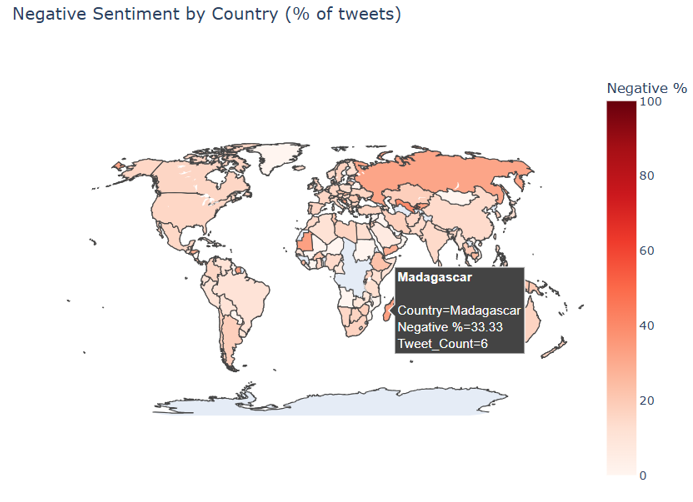 Negative Sentiment by Country (% of tweets)
Negative %
100
80
60
40
20
0
Madagascar
Country=Madagascar
Negative %=33.33
Tweet_Count=6